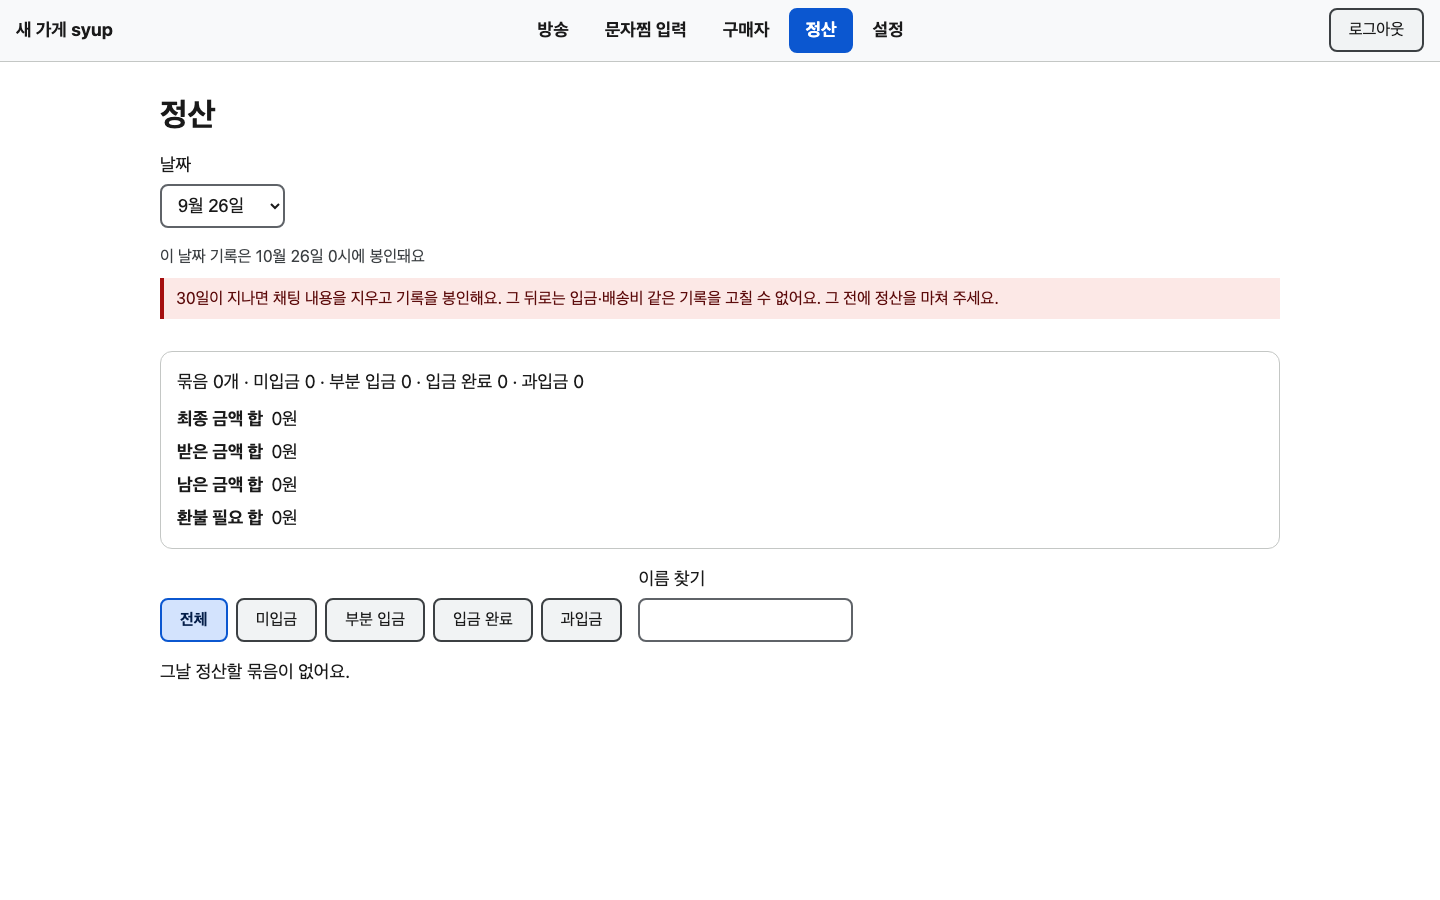 새 가게 syup
방송 문자찜 입력 구매자 정산 설정
로그아웃
정산
날짜
9월 26일
이 날짜 기록은 10월 26일 0시에 봉인돼요
30일이 지나면 채팅 내용을 지우고 기록을 봉인해요. 그 뒤로는 입금·배송비 같은 기록을 고칠 수 없어요. 그 전에 정산을 마쳐 주세요.
묶음 0개 · 미입금 0 · 부분 입금 0 · 입금 완료 0 · 과입금 0
최종 금액 합 0원
받은 금액 합 0원
남은 금액 합 0원
환불 필요 합 0원
이름 찾기
전체 미입금 부분 입금 입금 완료 과입금
그날 정산할 묶음이 없어요.